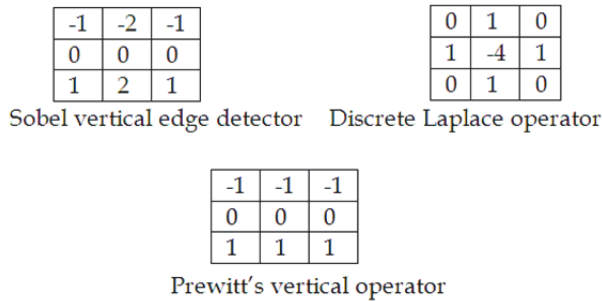 -1 -2 -1
0 0 0
1 2 1
Sobel vertical edge detector
0 1 0
1 -4 1
0 1 0
Discrete Laplace operator
-1 -1 -1
0 0 0
1 1 1
Prewitt's vertical operator